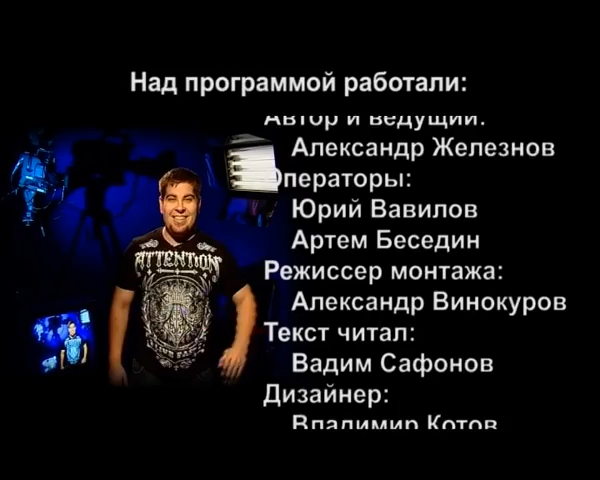 Над программой работали:
Автор и ведущий:
Александр Железнов
Операторы:
Юрий Вавилов
Артем Беседин
Режиссер монтажа:
Александр Винокуров
Текст читал:
Вадим Сафонов
Дизайнер:
Владимир Котов
ATTENTION